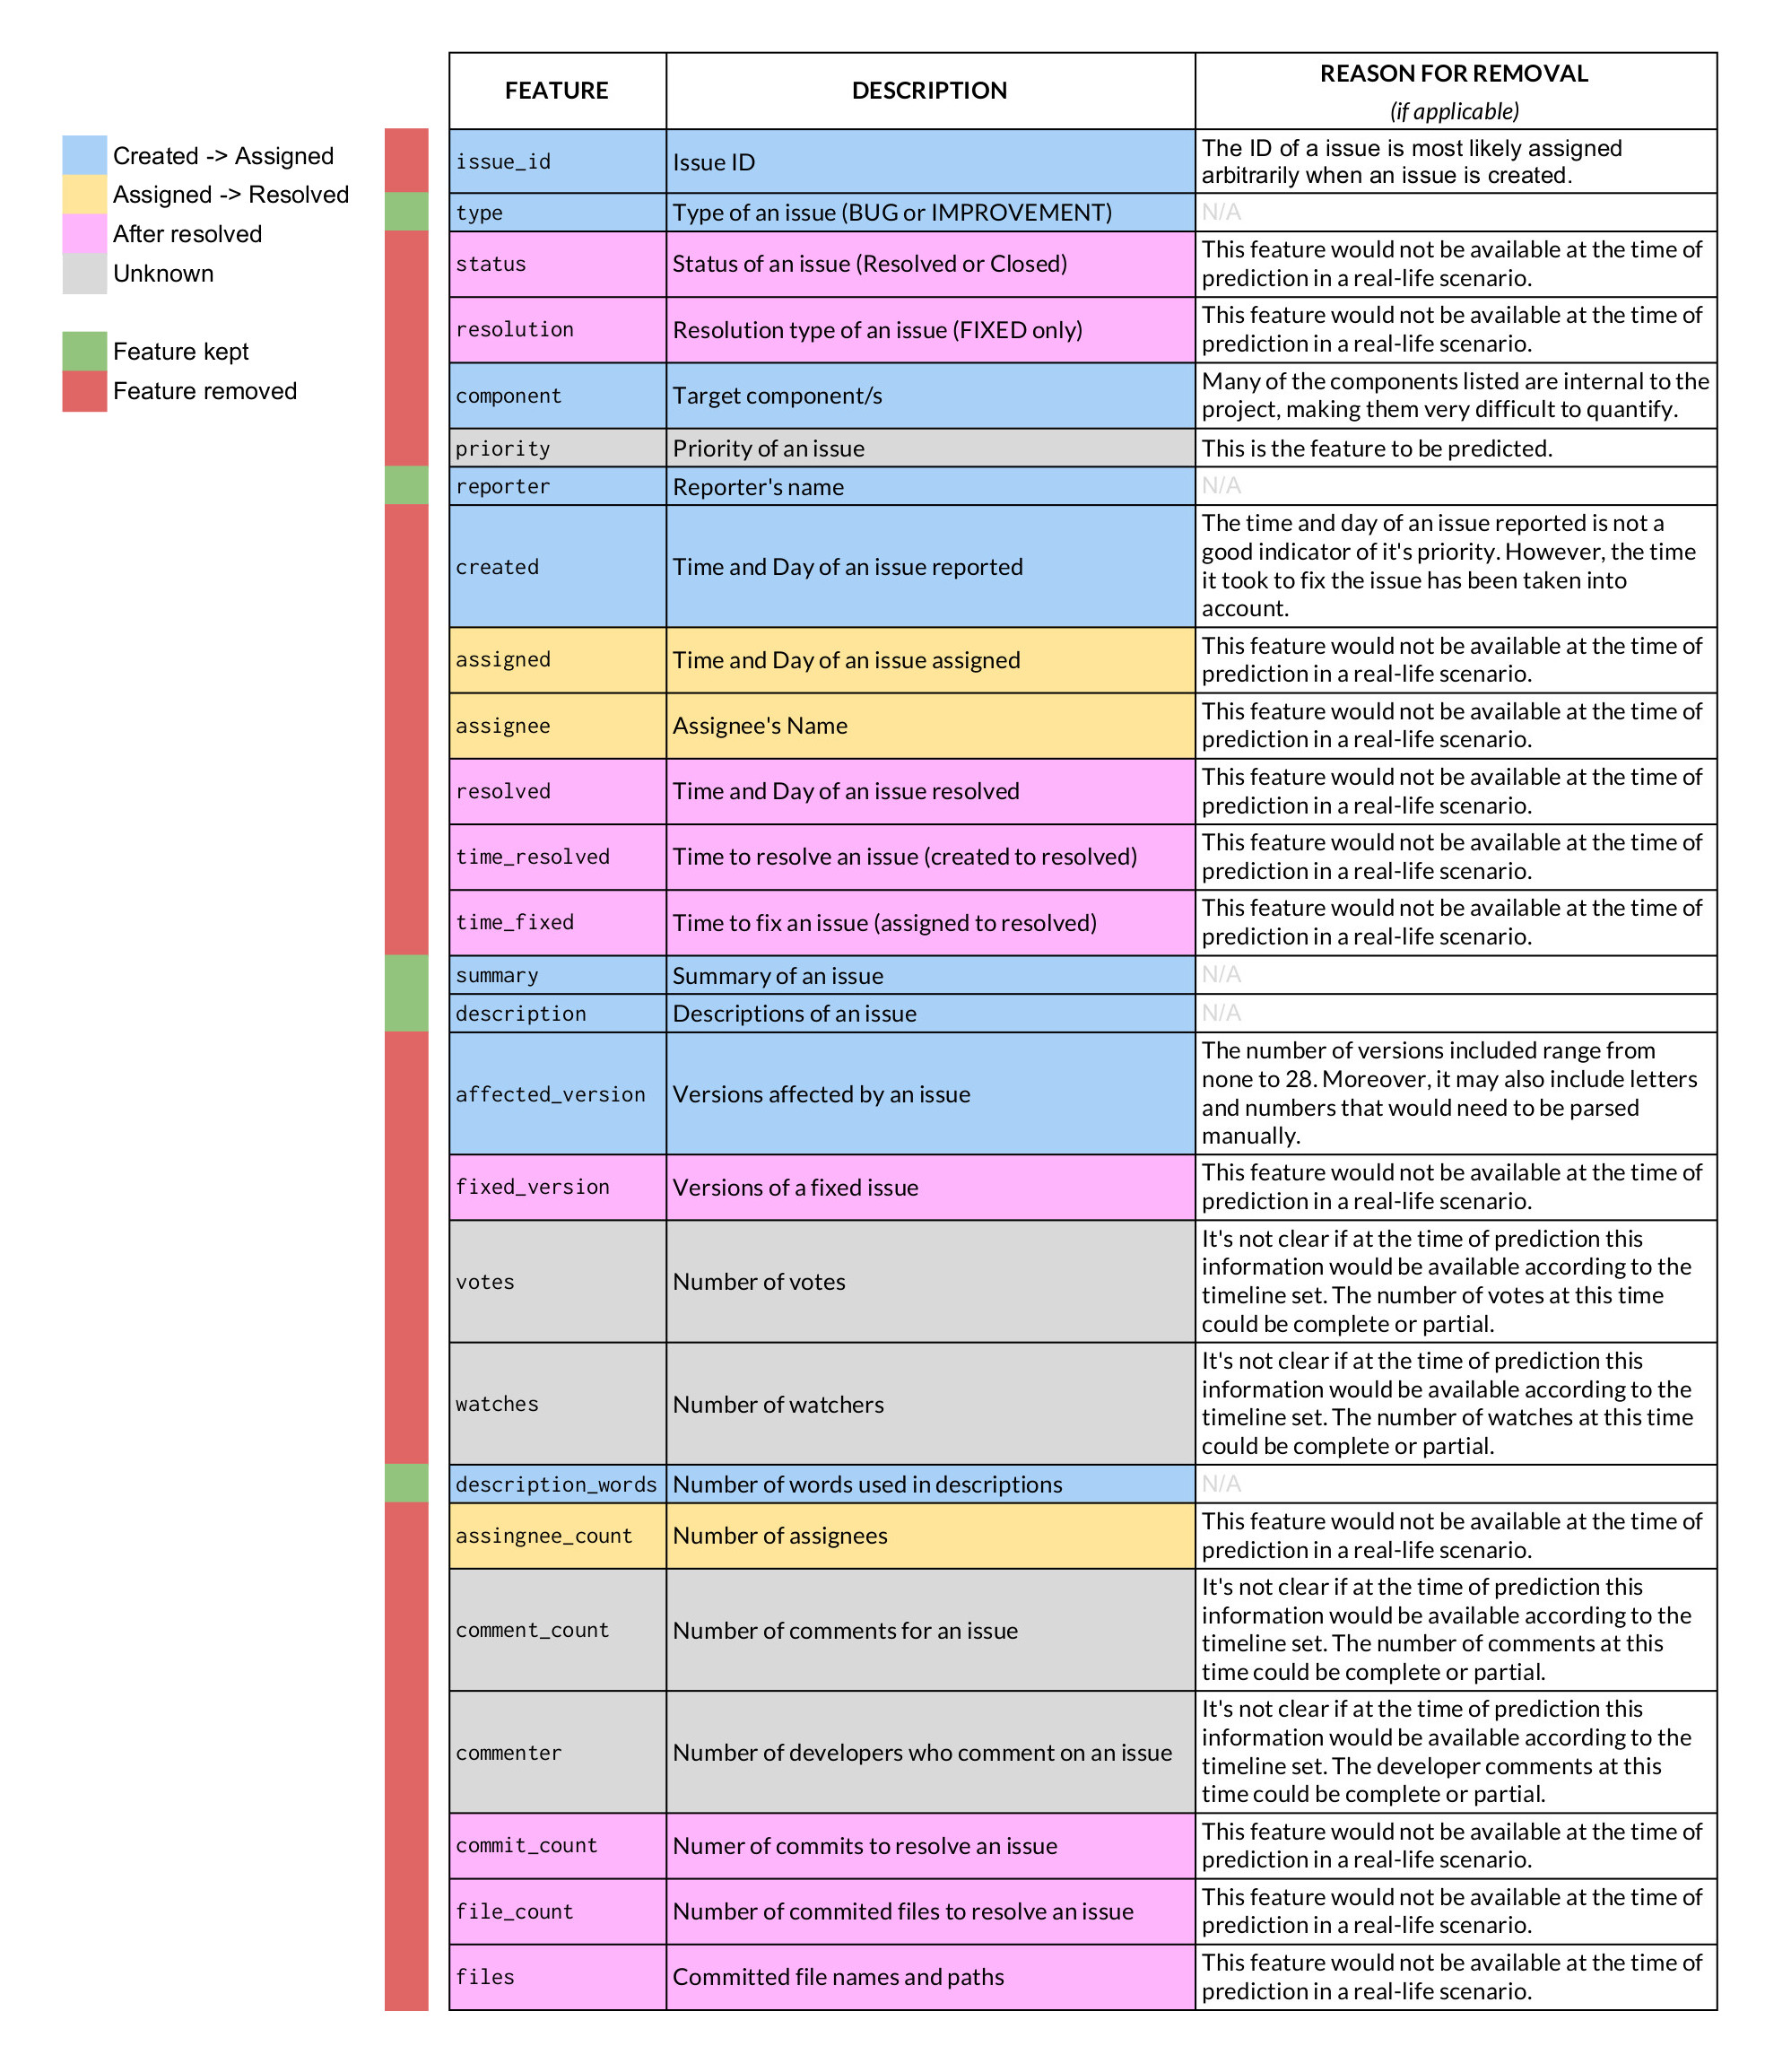 FEATURE
DESCRIPTION
REASON FOR REMOVAL
(if applicable)
Created -> Assigned
Assigned -> Resolved
After resolved
Unknown
Feature kept
Feature removed
issue_id
Issue ID
The ID of a issue is most likely assigned
arbitrarily when an issue is created.
type
Type of an issue (BUG or IMPROVEMENT)
N/A
status
Status of an issue (Resolved or Closed)
This feature would not be available at the time of
prediction in a real-life scenario.
resolution
Resolution type of an issue (FIXED only)
This feature would not be available at the time of
prediction in a real-life scenario.
component
Target component/s
Many of the components listed are internal to the
project, making them very difficult to quantify.
priority
Priority of an issue
This is the feature to be predicted.
reporter
Reporter's name
N/A
created
Time and Day of an issue reported
The time and day of an issue reported is not a
good indicator of it's priority. However, the time
it took to fix the issue has been taken into
account.
assigned
Time and Day of an issue assigned
This feature would not be available at the time of
prediction in a real-life scenario.
assignee
Assignee's Name
This feature would not be available at the time of
prediction in a real-life scenario.
resolved
Time and Day of an issue resolved
This feature would not be available at the time of
prediction in a real-life scenario.
time_resolved
Time to resolve an issue (created to resolved)
This feature would not be available at the time of
prediction in a real-life scenario.
time_fixed
Time to fix an issue (assigned to resolved)
This feature would not be available at the time of
prediction in a real-life scenario.
summary
Summary of an issue
N/A
description
Descriptions of an issue
N/A
affected_version
Versions affected by an issue
The number of versions included range from
none to 28. Moreover, it may also include letters
and numbers that would need to be parsed
manually.
fixed_version
Versions of a fixed issue
This feature would not be available at the time of
prediction in a real-life scenario.
votes
Number of votes
It's not clear if at the time of prediction this
information would be available according to the
timeline set. The number of votes at this time
could be complete or partial.
watches
Number of watchers
It's not clear if at the time of prediction this
information would be available according to the
timeline set. The number of watches at this time
could be complete or partial.
description_words
Number of words used in descriptions
N/A
assingnee_count
Number of assignees
This feature would not be available at the time of
prediction in a real-life scenario.
comment_count
Number of comments for an issue
It's not clear if at the time of prediction this
information would be available according to the
timeline set. The number of comments at this
time could be complete or partial.
commenter
Number of developers who comment on an issue
It's not clear if at the time of prediction this
information would be available according to the
timeline set. The developer comments at this
time could be complete or partial.
commit_count
Numer of commits to resolve an issue
This feature would not be available at the time of
prediction in a real-life scenario.
file_count
Number of commited files to resolve an issue
This feature would not be available at the time of
prediction in a real-life scenario.
files
Committed file names and paths
This feature would not be available at the time of
prediction in a real-life scenario.